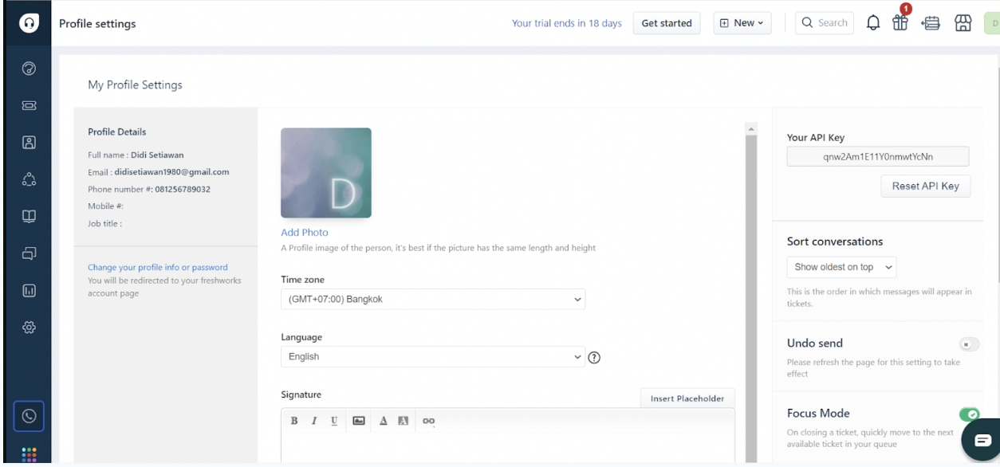 Profile settings
Your trial ends in 18 days
Get started
New
Search
1
D
My Profile Settings
Profile Details
Full name : Didi Setiawan
Email : didisetiawan1980@gmail.com
Phone number #: 081256789032
Mobile #:
Job title :
Change your profile info or password
You will be redirected to your freshworks
account page
D
Add Photo
A Profile image of the person, it's best if the picture has the same length and height
Time zone
(GMT+07:00) Bangkok
Language
English
?
Signature
Insert Placeholder
B I U A A
Your API Key
qnw2Am1E11Y0nmwtYcNn
Reset API Key
Sort conversations
Show oldest on top
This is the order in which messages will appear in
tickets.
Undo send
Please refresh the page for this setting to take
effect
Focus Mode
On closing a ticket, quickly move to the next
available ticket in your queue